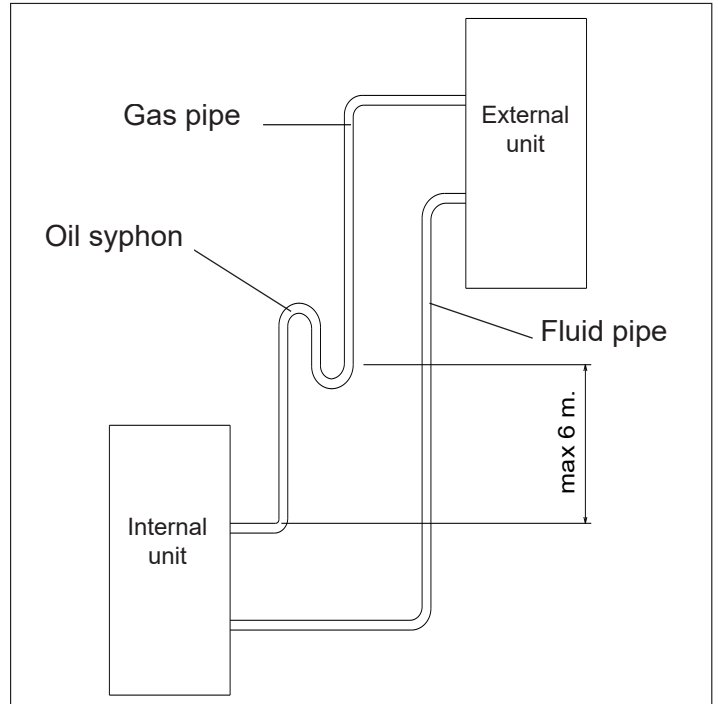 Gas pipe
External
unit
Oil syphon
Fluid pipe
max 6 m.
Internal
unit